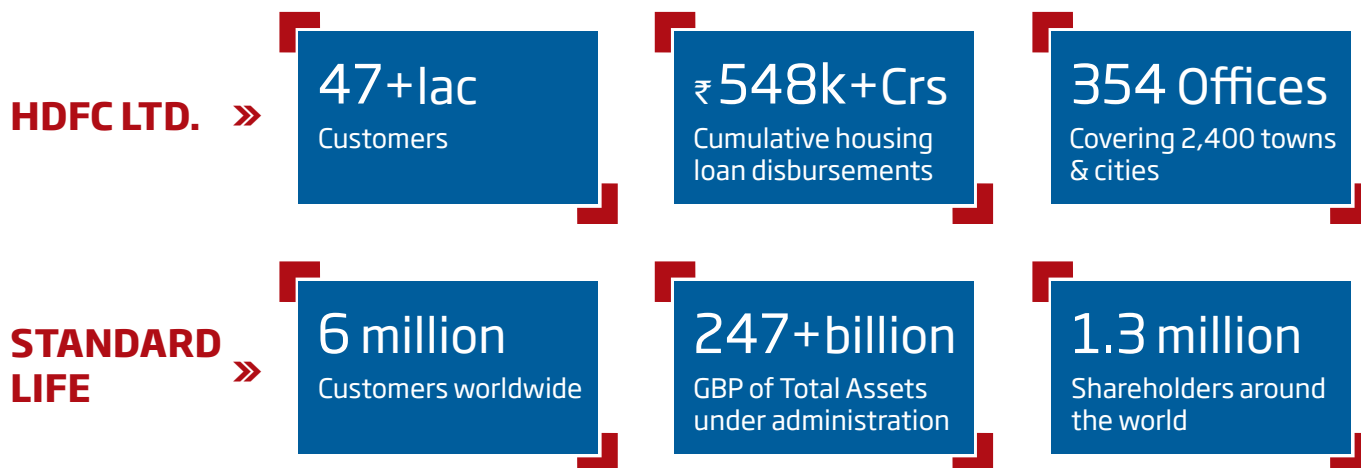 HDFC LTD. »
47+lac
Customers
₹548k+Crs
Cumulative housing
loan disbursements
354 Offices
Covering 2,400 towns
& cities
STANDARD
LIFE »
6 million
Customers worldwide
247+billion
GBP of Total Assets
under administration
1.3 million
Shareholders around
the world